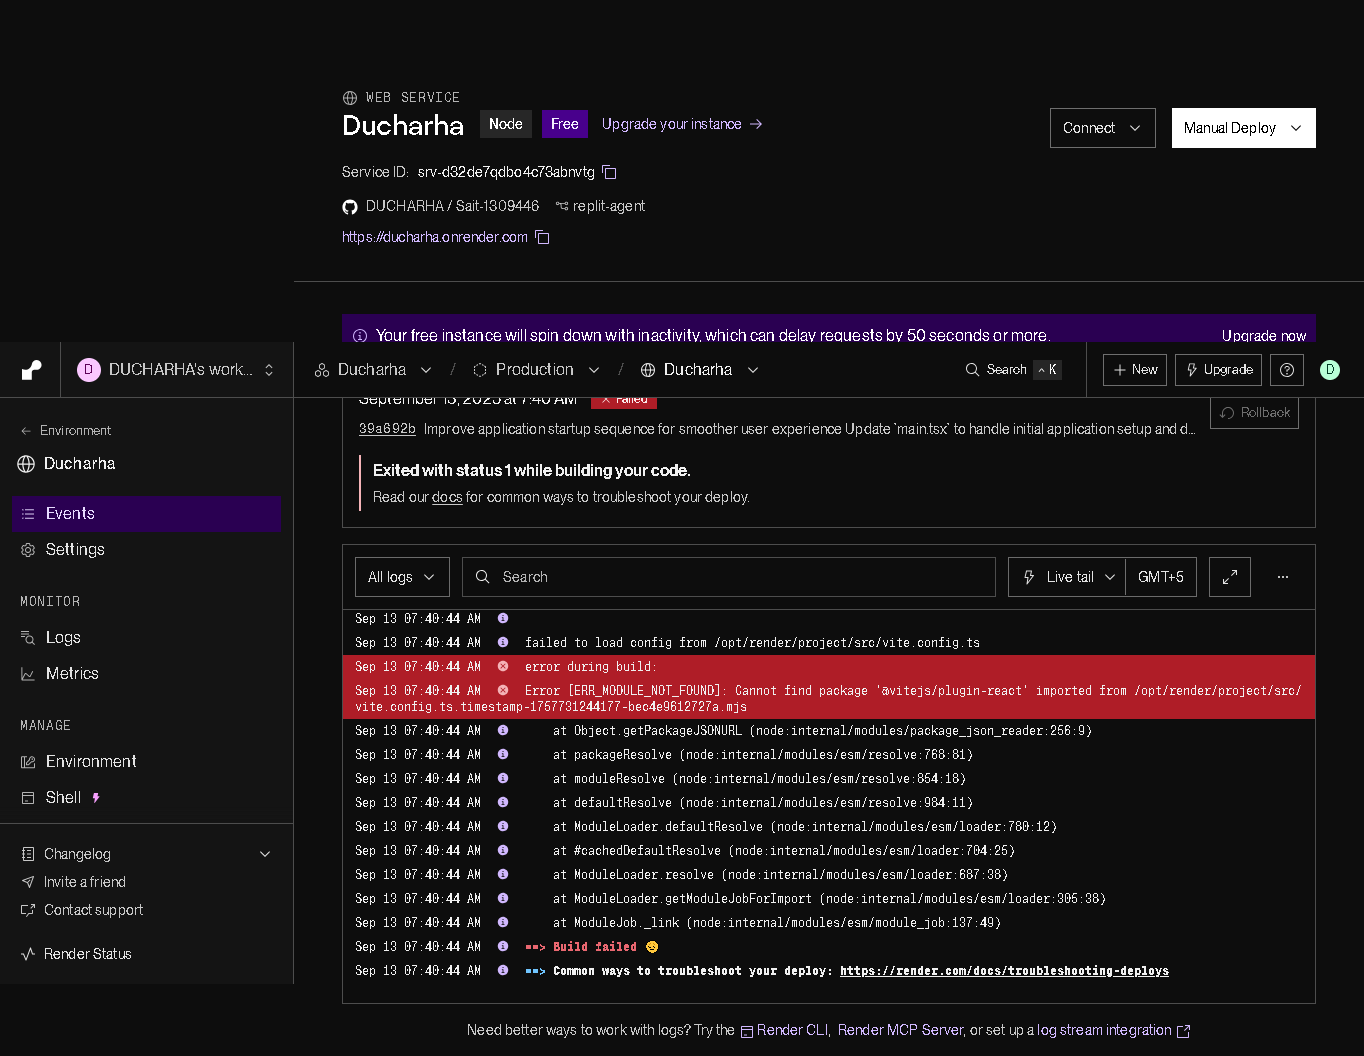 WEB SERVICE
Ducharha Node Free Upgrade your instance
Connect
Manual Deploy
Service ID: srv-d32de7qdbo4c73abnvtg
DUCHARHA / Sait-1309446 replit-agent
https://ducharha.onrender.com
Your free instance will spin down with inactivity, which can delay requests by 50 seconds or more.
Upgrade now
D DUCHARHA's work...
Ducharha / Production / Ducharha
Search ^ K
+ New
Upgrade
D
September 13, 2025 at 7:40 AM Failed
Rollback
39a692b Improve application startup sequence for smoother user experience Update `main.tsx` to handle initial application setup and d...
Exited with status 1 while building your code.
Read our docs for common ways to troubleshoot your deploy.
← Environment
Ducharha
Events
Settings
MONITOR
Logs
Metrics
MANAGE
Environment
Shell
Changelog
Invite a friend
Contact support
Render Status
All logs
Search
Live tail
GMT+5
...
Sep 13 07:40:44 AM
Sep 13 07:40:44 AM failed to load config from /opt/render/project/src/vite.config.ts
Sep 13 07:40:44 AM error during build:
Sep 13 07:40:44 AM Error [ERR_MODULE_NOT_FOUND]: Cannot find package '@vitejs/plugin-react' imported from /opt/render/project/src/
vite.config.ts.timestamp-1757731244177-bec4e9612727a.mjs
Sep 13 07:40:44 AM at Object.getPackageJSONURL (node:internal/modules/package_json_reader:256:9)
Sep 13 07:40:44 AM at packageResolve (node:internal/modules/esm/resolve:768:81)
Sep 13 07:40:44 AM at moduleResolve (node:internal/modules/esm/resolve:854:18)
Sep 13 07:40:44 AM at defaultResolve (node:internal/modules/esm/resolve:984:11)
Sep 13 07:40:44 AM at ModuleLoader.defaultResolve (node:internal/modules/esm/loader:780:12)
Sep 13 07:40:44 AM at #cachedDefaultResolve (node:internal/modules/esm/loader:704:25)
Sep 13 07:40:44 AM at ModuleLoader.resolve (node:internal/modules/esm/loader:687:38)
Sep 13 07:40:44 AM at ModuleLoader.getModuleJobForImport (node:internal/modules/esm/loader:305:38)
Sep 13 07:40:44 AM at ModuleJob._link (node:internal/modules/esm/module_job:137:49)
Sep 13 07:40:44 AM ==> Build failed 😞
Sep 13 07:40:44 AM ==> Common ways to troubleshoot your deploy: https://render.com/docs/troubleshooting-deploys
Need better ways to work with logs? Try the Render CLI, Render MCP Server, or set up a log stream integration